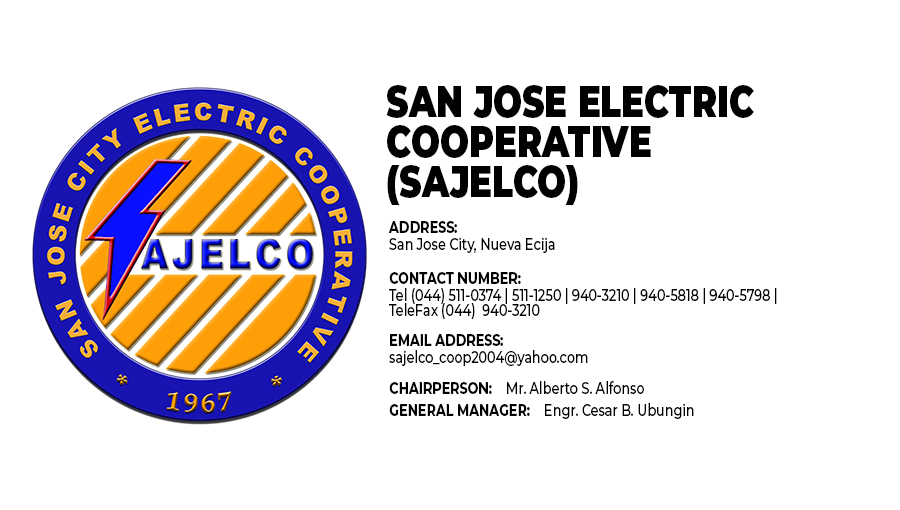 SAN JOSE CITY ELECTRIC COOPERATIVE
AJELCO
* 1967 *
SAN JOSE ELECTRIC
COOPERATIVE
(SAJELCO)
ADDRESS:
San Jose City, Nueva Ecija
CONTACT NUMBER:
Tel (044) 511-0374 | 511-1250 | 940-3210 | 940-5818 | 940-5798 |
TeleFax (044) 940-3210
EMAIL ADDRESS:
sajelco_coop2004@yahoo.com
CHAIRPERSON: Mr. Alberto S. Alfonso
GENERAL MANAGER: Engr. Cesar B. Ubungin